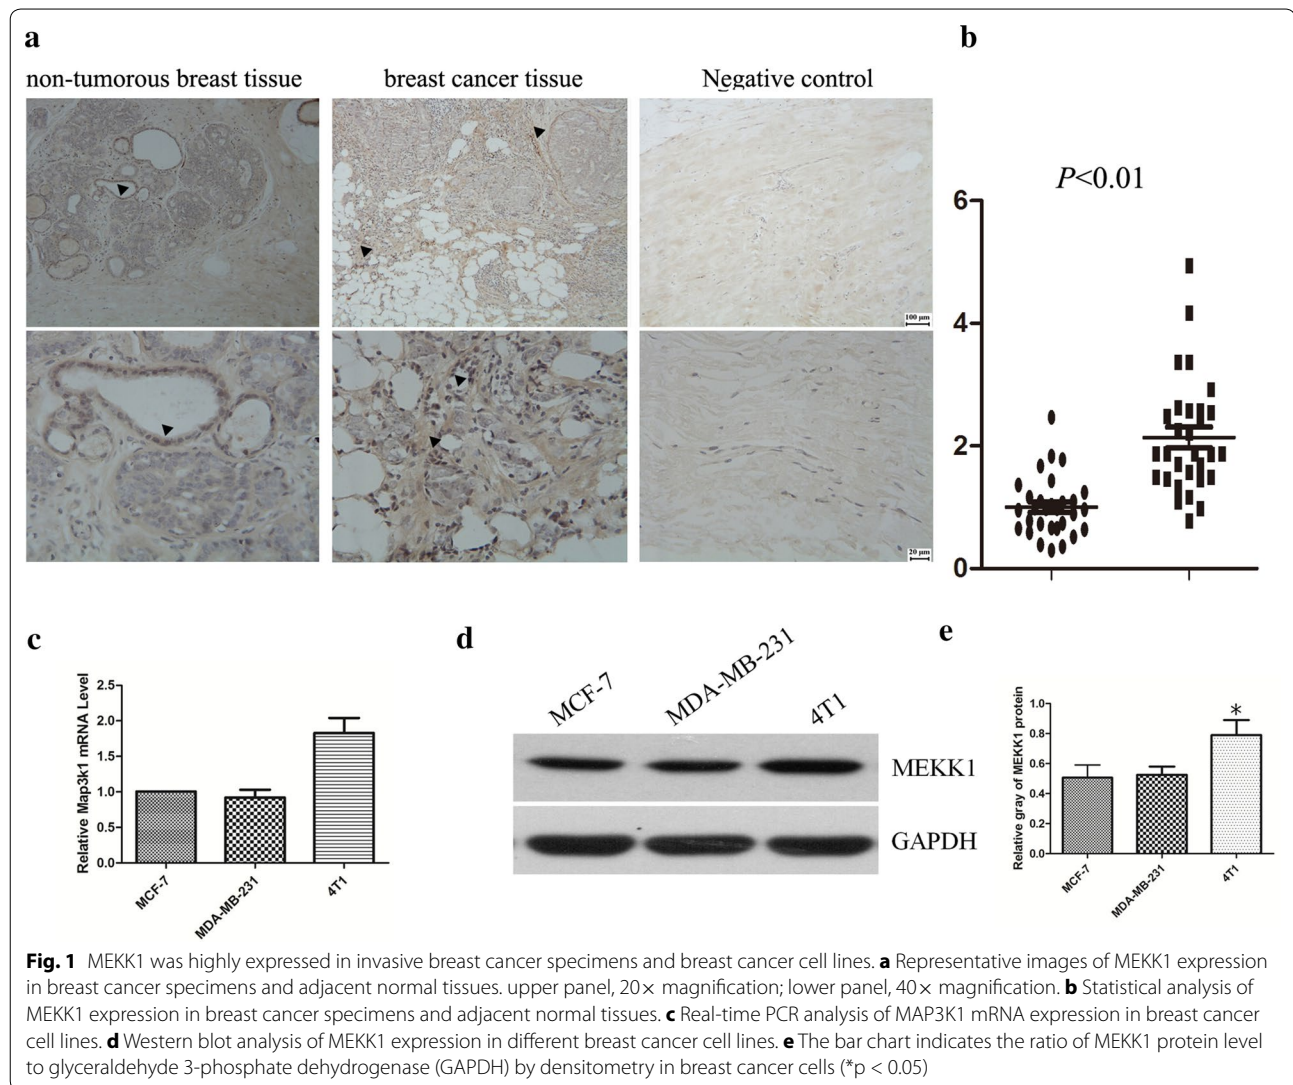 a
b
non-tumorous breast tissue
breast cancer tissue
Negative control
100 μm
20 μm
P<0.01
6
4
2
0
c
Relative Map3k1 mRNA Level
2.5
2.0
1.5
1.0
0.5
0.0
MCF-7
MDA-MB-231
4T1
d
MCF-7
MDA-MB-231
4T1
MEKK1
GAPDH
e
Relative gray of MEKK1 protein
1.0
0.8
0.6
0.4
0.2
0.0
*
MCF-7
MDA-MB-231
4T1
Fig. 1 MEKK1 was highly expressed in invasive breast cancer specimens and breast cancer cell lines. a Representative images of MEKK1 expression
in breast cancer specimens and adjacent normal tissues. upper panel, 20× magnification; lower panel, 40× magnification. b Statistical analysis of
MEKK1 expression in breast cancer specimens and adjacent normal tissues. c Real-time PCR analysis of MAP3K1 mRNA expression in breast cancer
cell lines. d Western blot analysis of MEKK1 expression in different breast cancer cell lines. e The bar chart indicates the ratio of MEKK1 protein level
to glyceraldehyde 3-phosphate dehydrogenase (GAPDH) by densitometry in breast cancer cells (*p < 0.05)